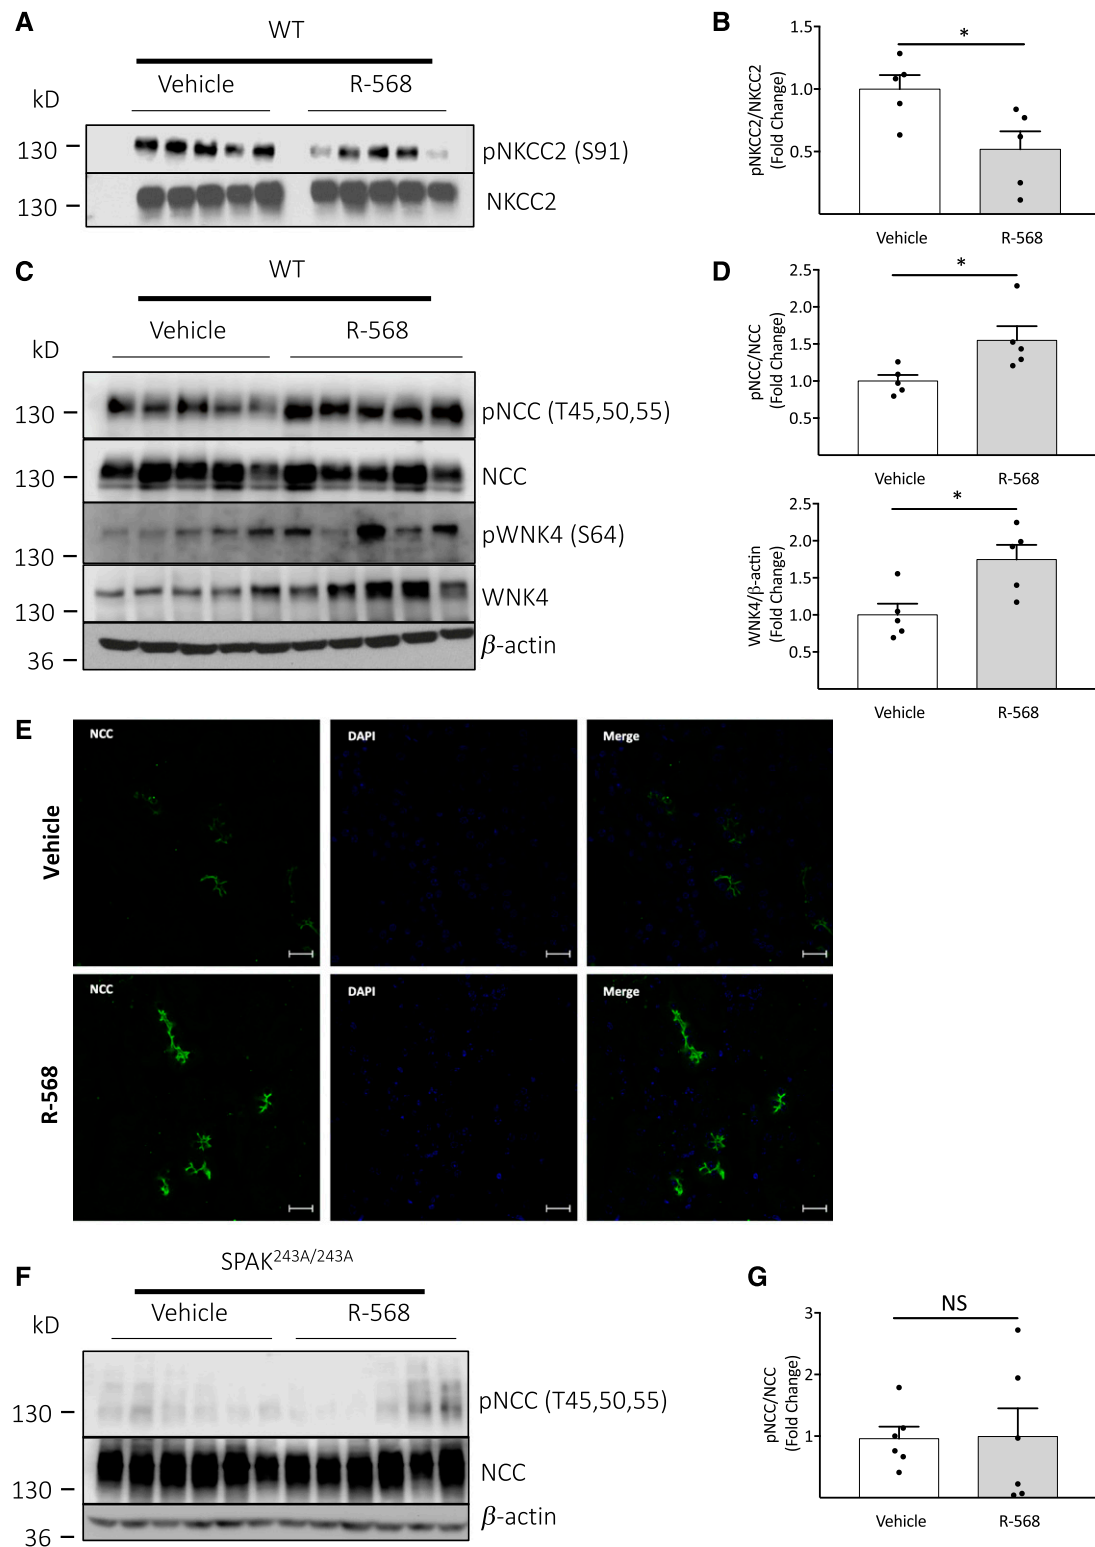 A
WT
Vehicle R-568
kD
130
pNKCC2 (S91)
130
NKCC2
B
1.5
1.0
0.5
pNKCC2/NKCC2
(Fold Change)
*
Vehicle R-568
C
WT
Vehicle R-568
kD
130
pNCC (T45,50,55)
130
NCC
130
pWNK4 (S64)
130
WNK4
36
β-actin
D
2.5
2.0
1.5
1.0
0.5
pNCC/NCC
(Fold Change)
*
Vehicle R-568
2.5
2.0
1.5
1.0
0.5
WNK4/β-actin
(Fold Change)
*
Vehicle R-568
E
Vehicle
NCC DAPI Merge
R-568
NCC DAPI Merge
F
SPAK243A/243A
Vehicle R-568
kD
130
pNCC (T45,50,55)
130
NCC
36
β-actin
G
3
2
1
pNCC/NCC
(Fold Change)
NS
Vehicle R-568